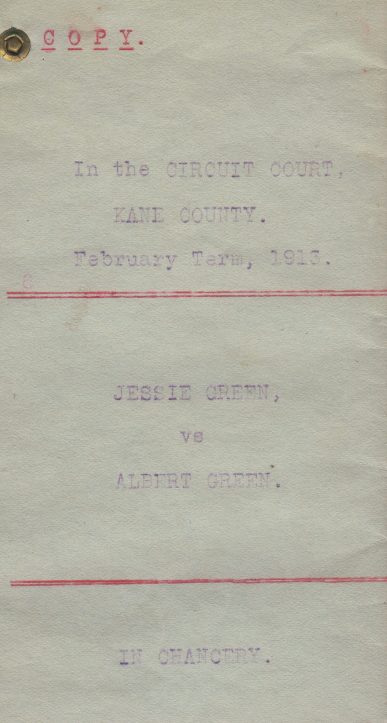 COPY.
In the CIRCUIT COURT,
KANE COUNTY.
February Term, 1913.
JESSIE GREEN,
vs
ALBERT GREEN.
IN CHANCERY.